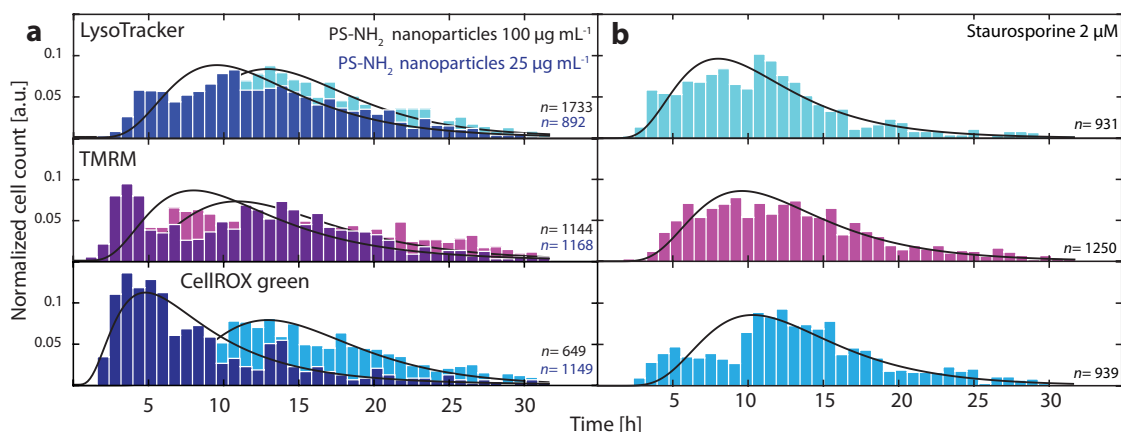 a
LysoTracker
PS-NH₂ nanoparticles 100 µg mL⁻¹
PS-NH₂ nanoparticles 25 µg mL⁻¹
n= 1733
n= 892
b
Staurosporine 2 µM
n= 931
0.1
0.05
TMRM
n= 1144
n= 1168
n= 1250
0.1
0.05
CellROX green
n= 649
n= 1149
n= 939
0.1
0.05
5 10 15 20 25 30
5 10 15 20 25 30
Time [h]
Normalized cell count [a.u.]